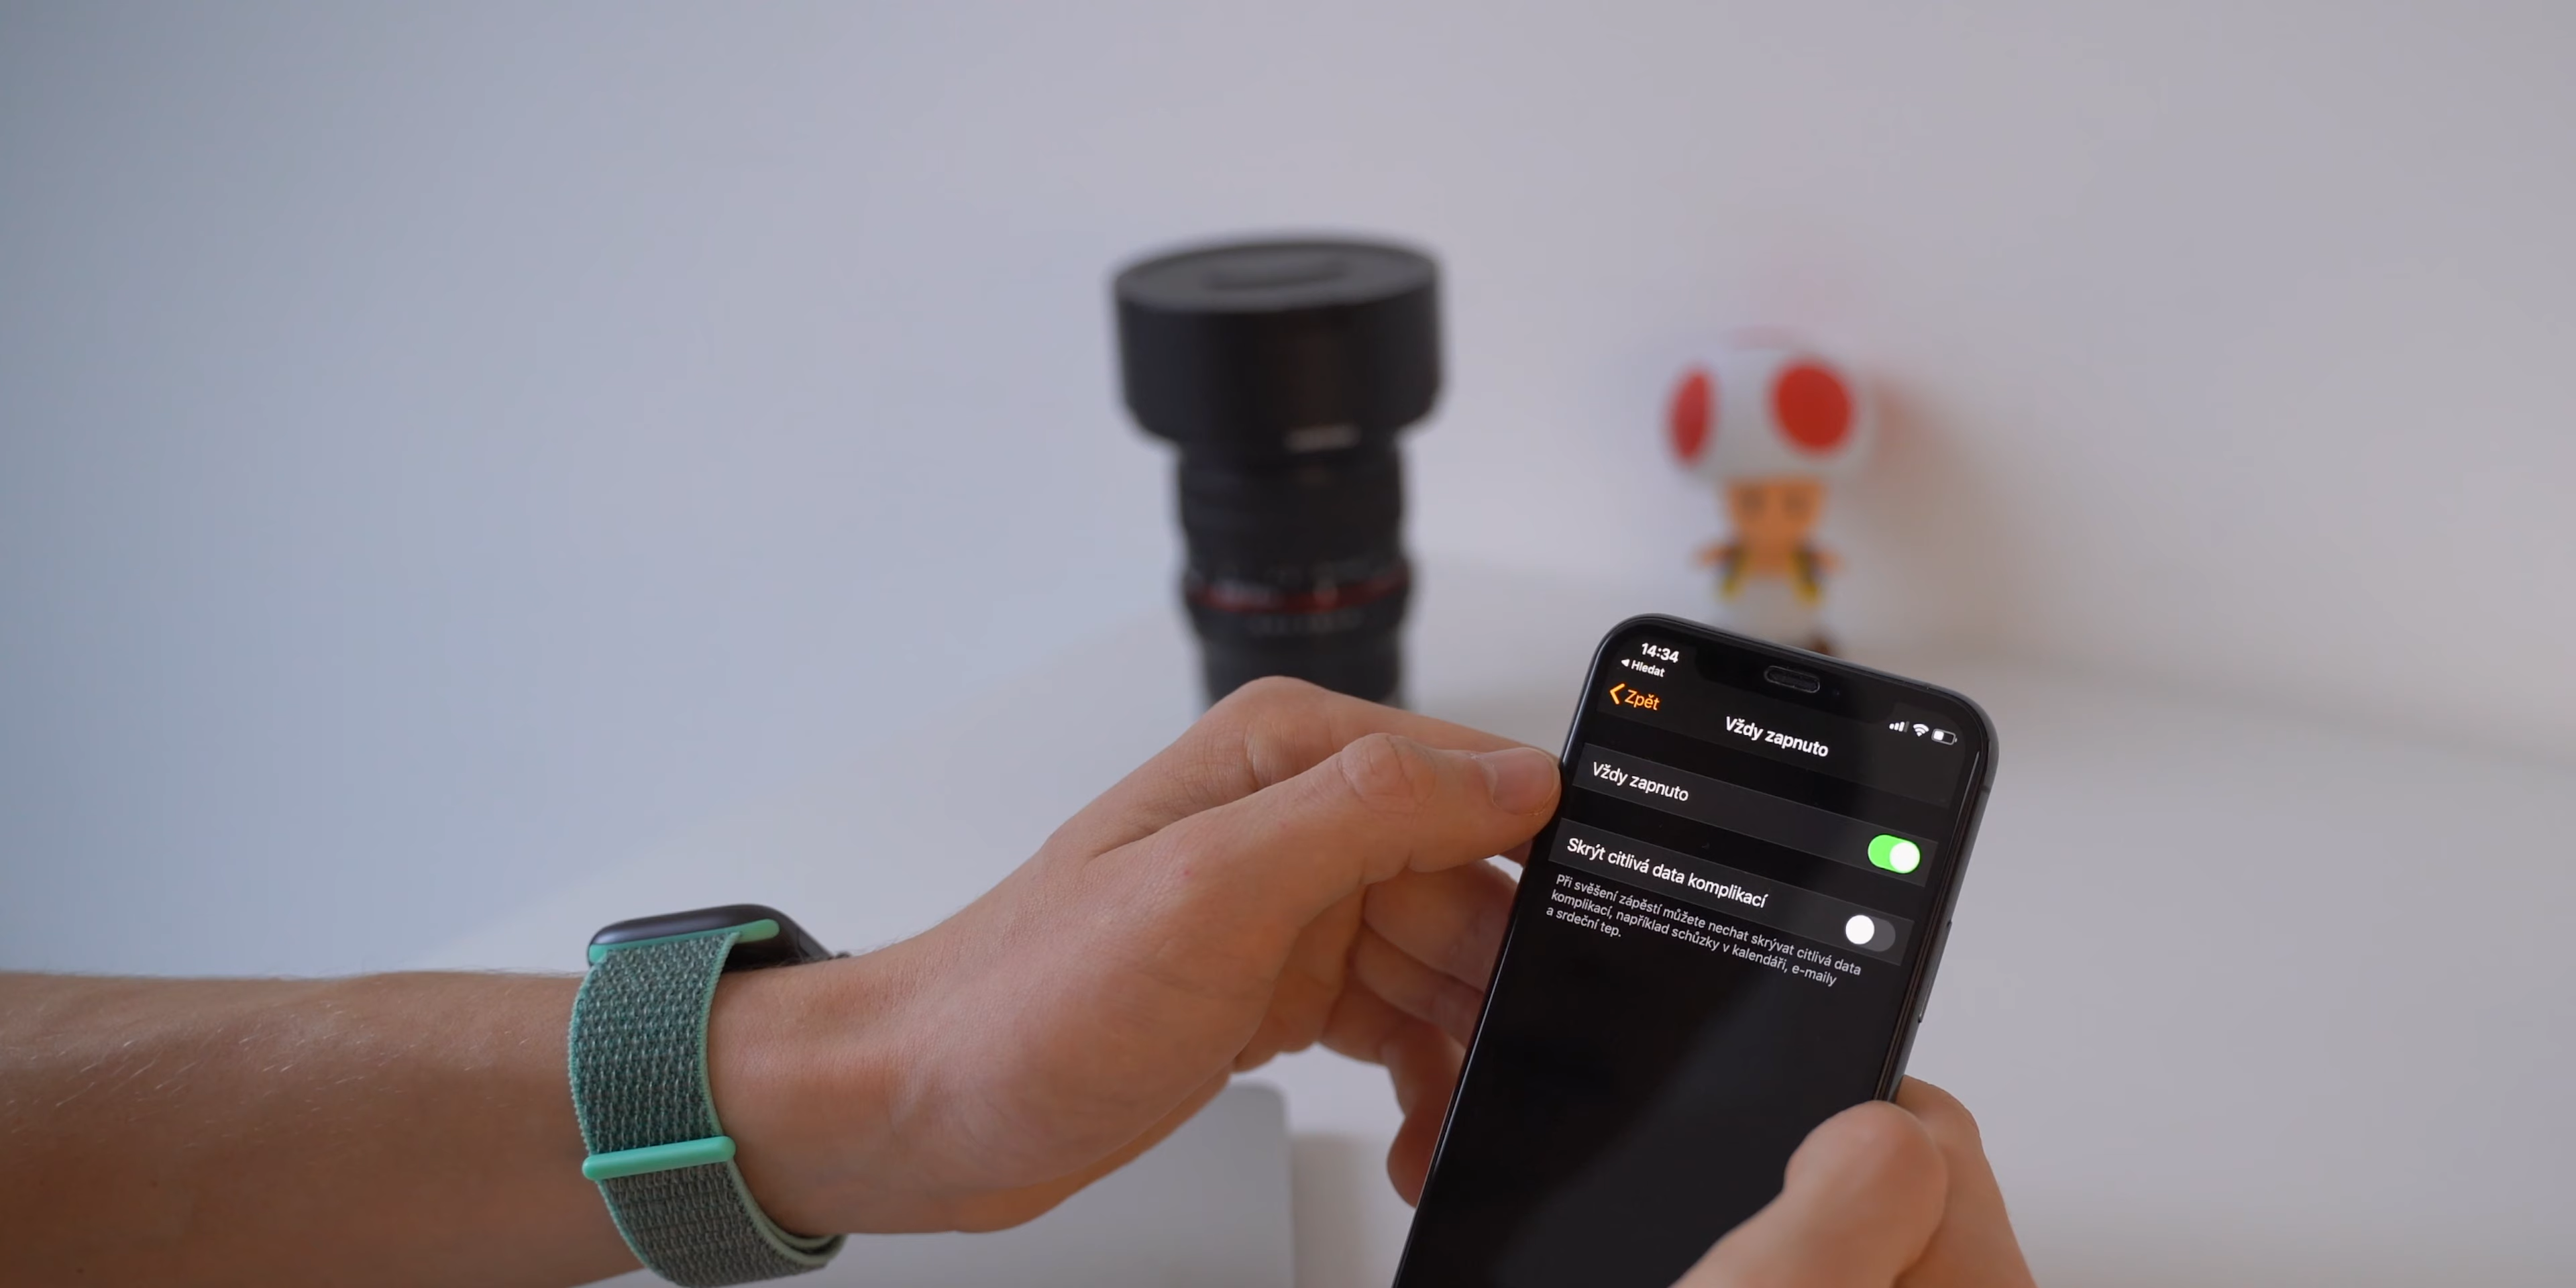 14:34
◀ Hledat
Zpět
Vždy zapnuto
Vždy zapnuto
Skrýt citlivá data komplikací
Při svěšení zápěstí můžete nechat skrývat citlivá data
komplikací, například schůzky v kalendáři, e-maily
a srdeční tep.